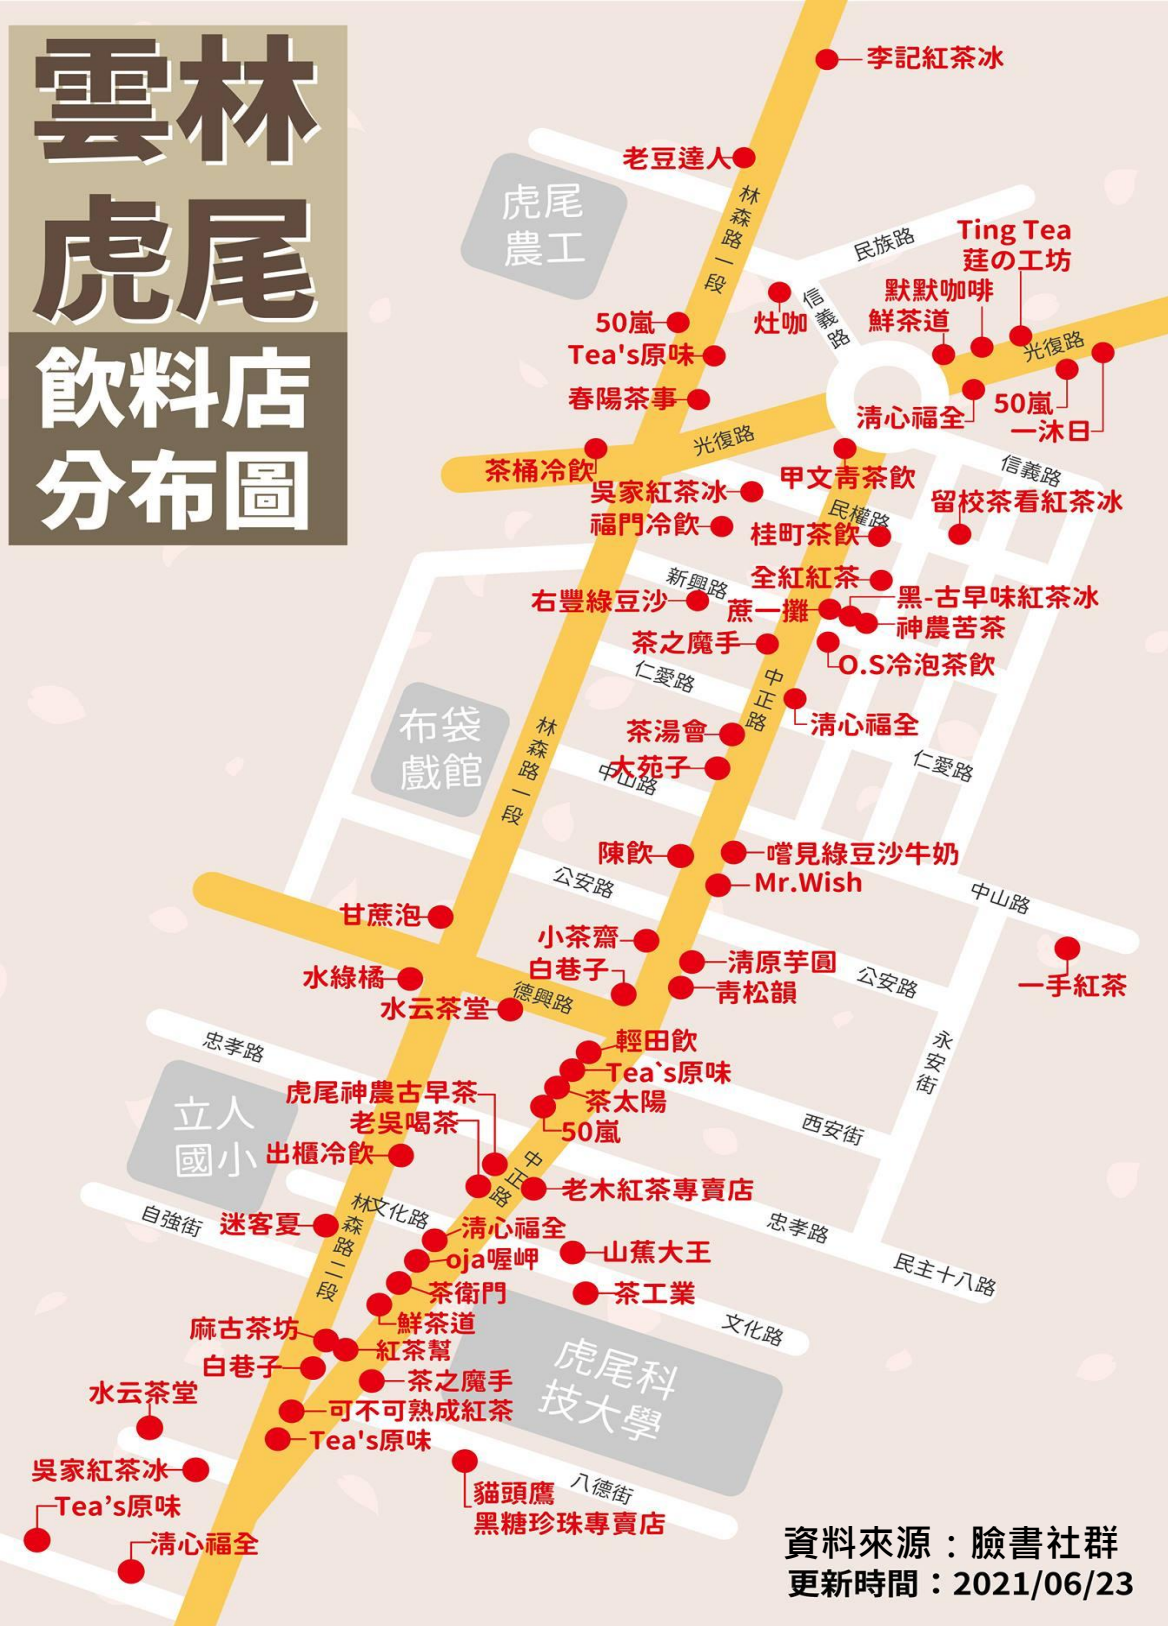 雲林
虎尾
飲料店
分布圖
李記紅茶冰
老豆達人
虎尾
農工
林森路一段
民族路
Ting Tea
莛の工坊
默默咖啡
鮮茶道
灶咖
信義路
50嵐
Tea's原味
光復路
春陽茶事
清心福全
50嵐
一沐日
光復路
茶桶冷飲
信義路
甲文青茶飲
吳家紅茶冰
留校茶看紅茶冰
福門冷飲
民權路
桂町茶飲
新興路
全紅紅茶
右豐綠豆沙
蔗一攤
黑-古早味紅茶冰
神農苦茶
茶之魔手
O.S冷泡茶飲
仁愛路
中正路
布袋
戲館
林森路一段
清心福全
茶湯會
大苑子
中山路
仁愛路
陳飲
嚐見綠豆沙牛奶
Mr.Wish
公安路
中山路
甘蔗泡
小茶齋
清原芋圓
白巷子
青松韻
水綠橘
德興路
水云茶堂
公安路
一手紅茶
忠孝路
輕田飲
Tea`s原味
茶太陽
50嵐
永安街
虎尾神農古早茶
老吳喝茶
立人
國小
出櫃冷飲
西安街
中正路
老木紅茶專賣店
自強街
迷客夏
林森路二段
文化路
清心福全
oja喔岬
山蕉大王
忠孝路
茶衛門
茶工業
民主十八路
鮮茶道
麻古茶坊
紅茶幫
文化路
白巷子
茶之魔手
虎尾科
技大學
水云茶堂
可不可熟成紅茶
Tea's原味
吳家紅茶冰
貓頭鷹
黑糖珍珠專賣店
八德街
Tea’s原味
清心福全
資料來源：臉書社群
更新時間：2021/06/23